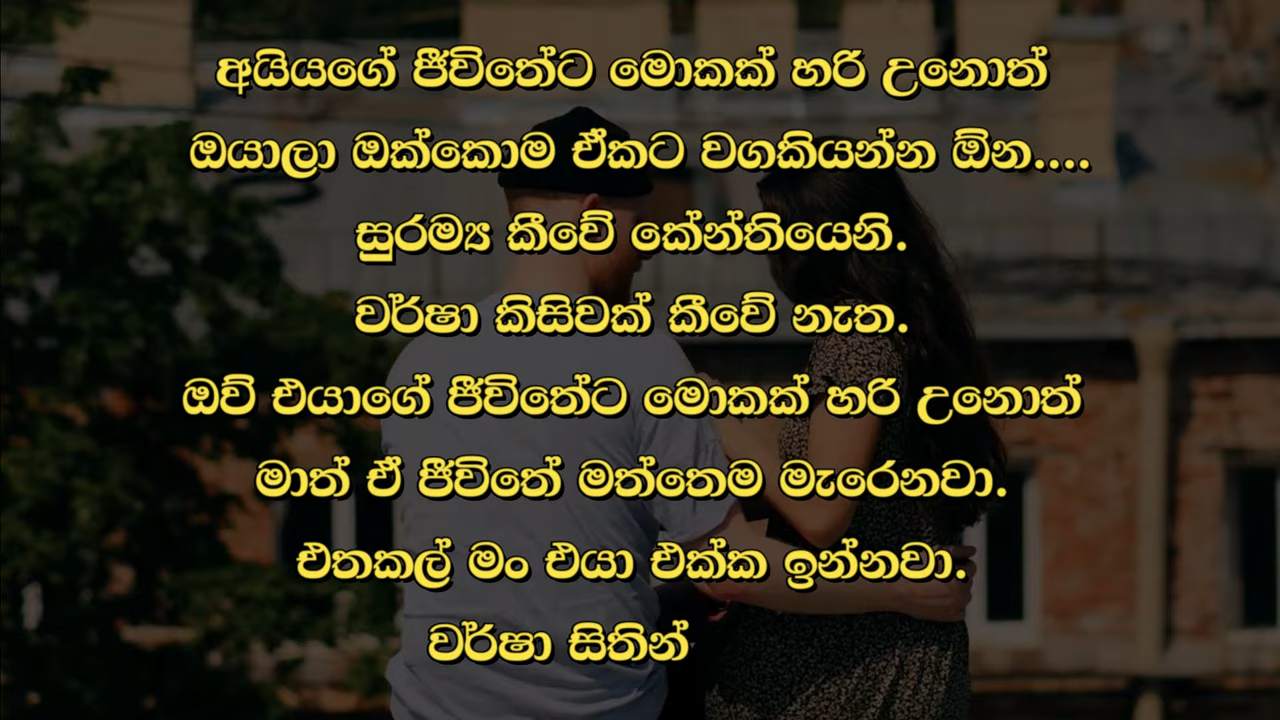 අයියගේ ජීවිතේට මොකක් හරි උනොත්
ඔයාලා ඔක්කොම ඒකට වගකියන්න ඕන....
සුරම්‍ය කීවේ කේන්තියෙනි.
වර්ෂා කිසිවක් කීවේ නැත.
ඔව් එයාගේ ජීවිතේට මොකක් හරි උනොත්
මාත් ඒ ජීවිතේ මත්තෙම මැරෙනවා.
එතකල් මං එයා එක්ක ඉන්නවා.
වර්ෂා සිතින්